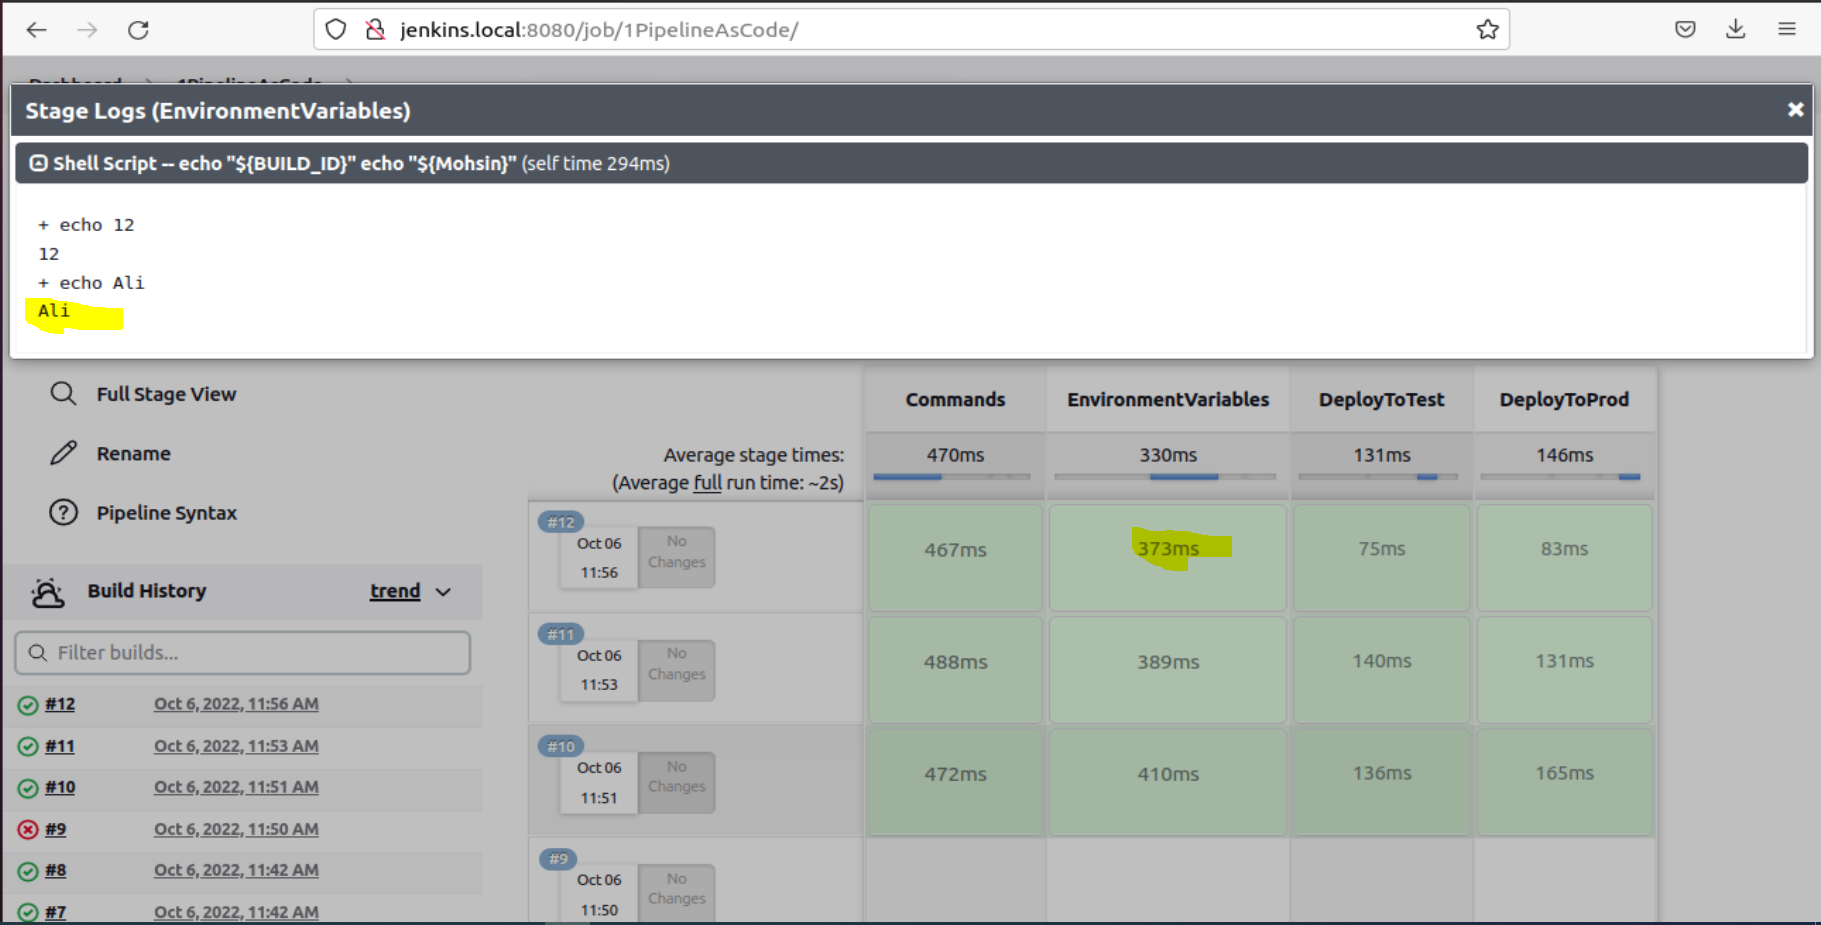 jenkins.local:8080/job/1PipelineAsCode/
Dashboard 1PipelineAsCode
Stage Logs (EnvironmentVariables)
Shell Script -- echo "${BUILD_ID}" echo "${Mohsin}" (self time 294ms)
+ echo 12
12
+ echo Ali
Ali
Full Stage View
Rename
Pipeline Syntax
Build History trend
Filter builds...
#12 Oct 6, 2022, 11:56 AM
#11 Oct 6, 2022, 11:53 AM
#10 Oct 6, 2022, 11:51 AM
#9 Oct 6, 2022, 11:50 AM
#8 Oct 6, 2022, 11:42 AM
#7 Oct 6, 2022, 11:42 AM
Commands EnvironmentVariables DeployToTest DeployToProd
Average stage times: 470ms 330ms 131ms 146ms
(Average full run time: ~2s)
#12
Oct 06 No
11:56 Changes
467ms 373ms 75ms 83ms
#11
Oct 06 No
11:53 Changes
488ms 389ms 140ms 131ms
#10
Oct 06 No
11:51 Changes
472ms 410ms 136ms 165ms
#9
Oct 06 No
11:50 Changes